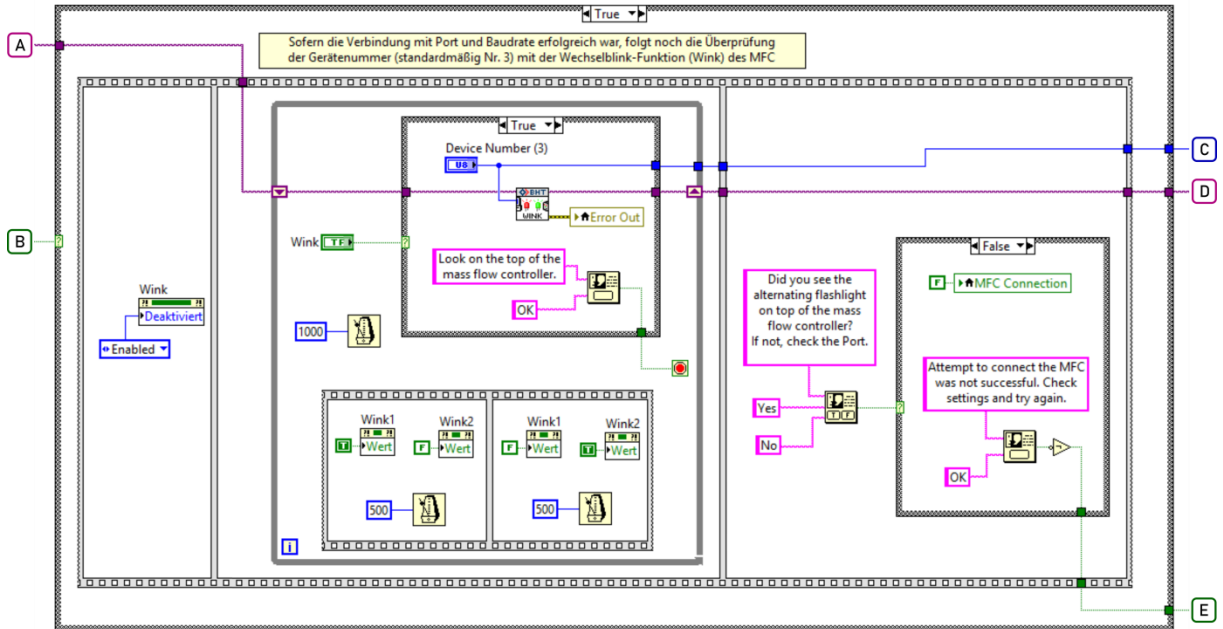 True
A
Sofern die Verbindung mit Port und Baudrate erfolgreich war, folgt noch die Überprüfung
der Gerätenummer (standardmäßig Nr. 3) mit der Wechselblink-Funktion (Wink) des MFC
True
Device Number (3)
U8
C
BHT
WINK
D
Error Out
B
Wink
TF
?
?
False
Look on the top of the
mass flow controller.
OK
Did you see the
alternating flashlight
on top of the mass
flow controller?
If not, check the Port.
F
MFC Connection
Wink
Deaktiviert
Enabled
1000
Attempt to connect the MFC
was not successful. Check
settings and try again.
Yes
No
T F
?
OK
Wink1
T
Wert
Wink2
F
Wert
Wink1
F
Wert
Wink2
T
Wert
500
500
i
E